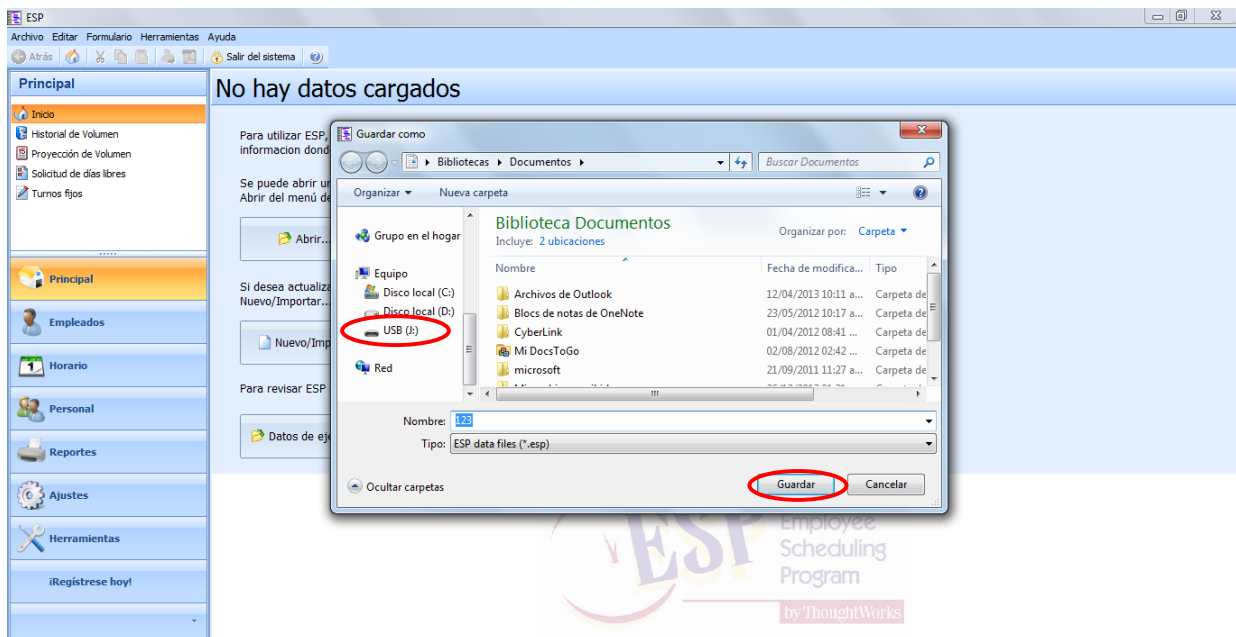 ESP
Archivo Editar Formulario Herramientas Ayuda
Atrás Salir del sistema
Principal
Inicio
Historial de Volumen
Proyección de Volumen
Solicitud de días libres
Turnos fijos
Principal
Empleados
Horario
Personal
Reportes
Ajustes
Herramientas
¡Regístrese hoy!
No hay datos cargados
Para utilizar ESP,
informacion dond
Se puede abrir un
Abrir del menú de
Abrir...
Si desea actualiza
Nuevo/Importar...
Nuevo/Imp
Para revisar ESP
Datos de eje
Guardar como
Bibliotecas Documentos
Buscar Documentos
Organizar Nueva carpeta
Grupo en el hogar
Equipo
Disco local (C:)
Disco local (D:)
USB (J:)
Red
Biblioteca Documentos
Incluye: 2 ubicaciones
Organizar por: Carpeta
Nombre Fecha de modifica... Tipo
Archivos de Outlook 12/04/2013 10:11 a... Carpeta de
Blocs de notas de OneNote 23/05/2012 10:17 a... Carpeta de
CyberLink 01/04/2012 08:41 ... Carpeta de
Mi DocsToGo 02/08/2012 02:42 ... Carpeta de
microsoft 21/09/2011 11:27 a... Carpeta de
Nombre: 123
Tipo: ESP data files (*.esp)
Ocultar carpetas
Guardar Cancelar
ESP
Employee
Scheduling
Program
by ThoughtWorks